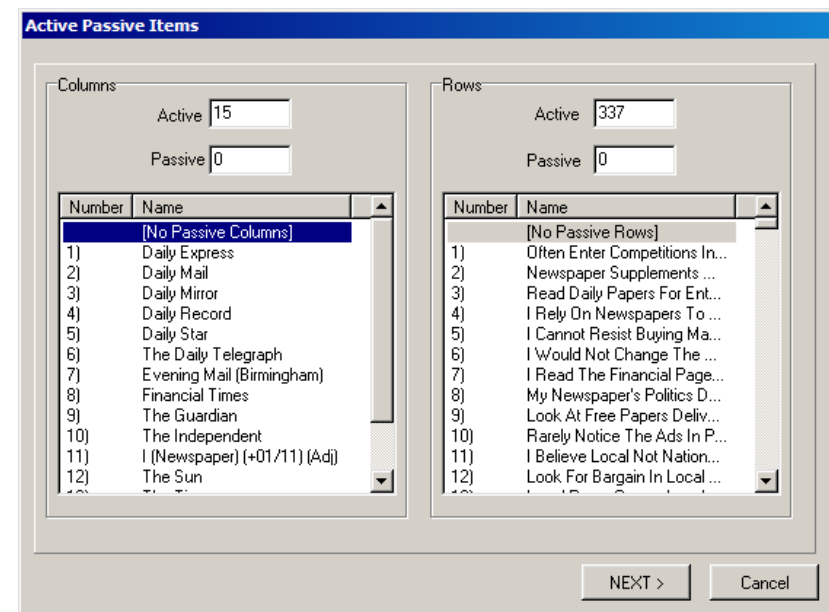 Active Passive Items
Columns
Active 15
Passive 0
Number Name
[No Passive Columns]
1) Daily Express
2) Daily Mail
3) Daily Mirror
4) Daily Record
5) Daily Star
6) The Daily Telegraph
7) Evening Mail (Birmingham)
8) Financial Times
9) The Guardian
10) The Independent
11) I (Newspaper) (+01/11) (Adj)
12) The Sun
Rows
Active 337
Passive 0
Number Name
[No Passive Rows]
1) Often Enter Competitions In...
2) Newspaper Supplements ...
3) Read Daily Papers For Ent...
4) I Rely On Newspapers To ...
5) I Cannot Resist Buying Ma...
6) I Would Not Change The ...
7) I Read The Financial Page...
8) My Newspaper's Politics D...
9) Look At Free Papers Deliv...
10) Rarely Notice The Ads In P...
11) I Believe Local Not Nation...
12) Look For Bargain In Local ...
NEXT >
Cancel